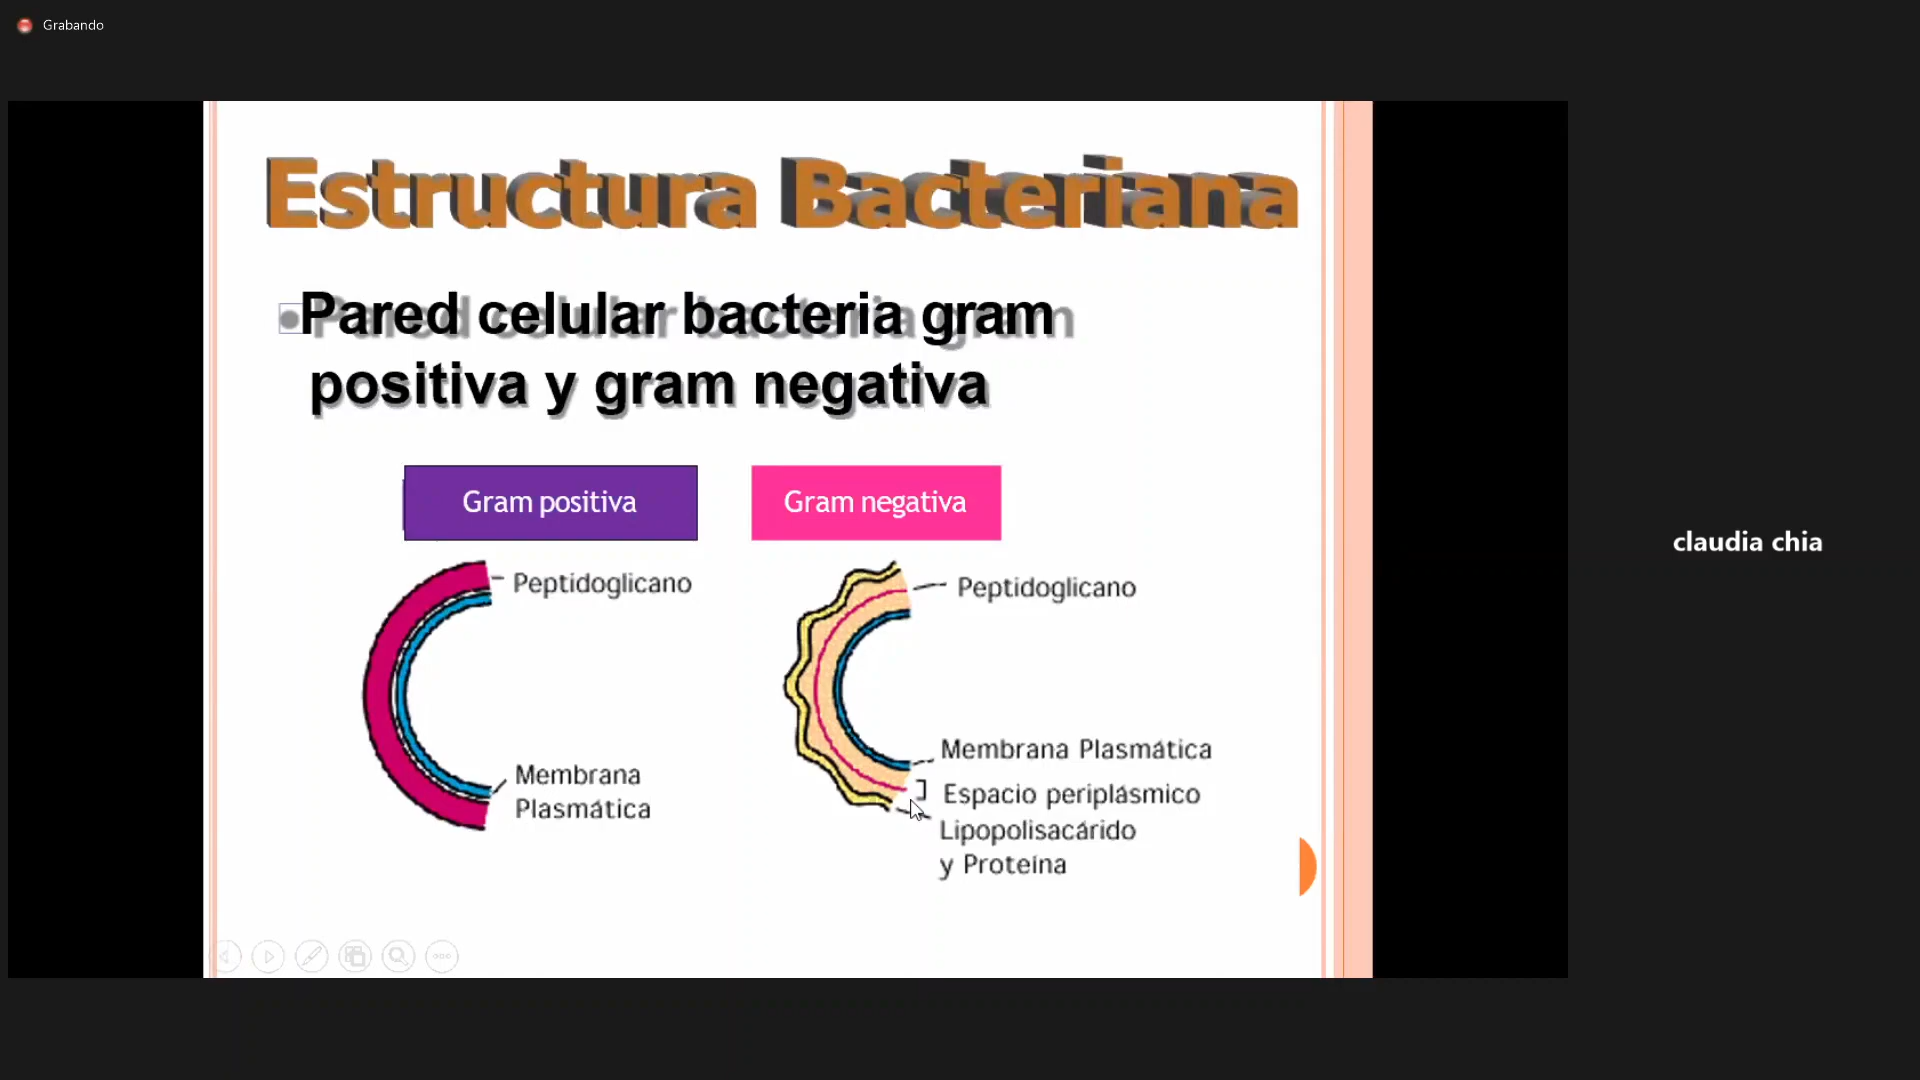 Grabando
Estructura Bacteriana
Pared celular bacteria gram
positiva y gram negativa
Gram positiva
Gram negativa
Peptidoglicano
Peptidoglicano
Membrana
Plasmática
Membrana Plasmática
Espacio periplásmico
Lipopolisacárido
y Proteína
claudia chia